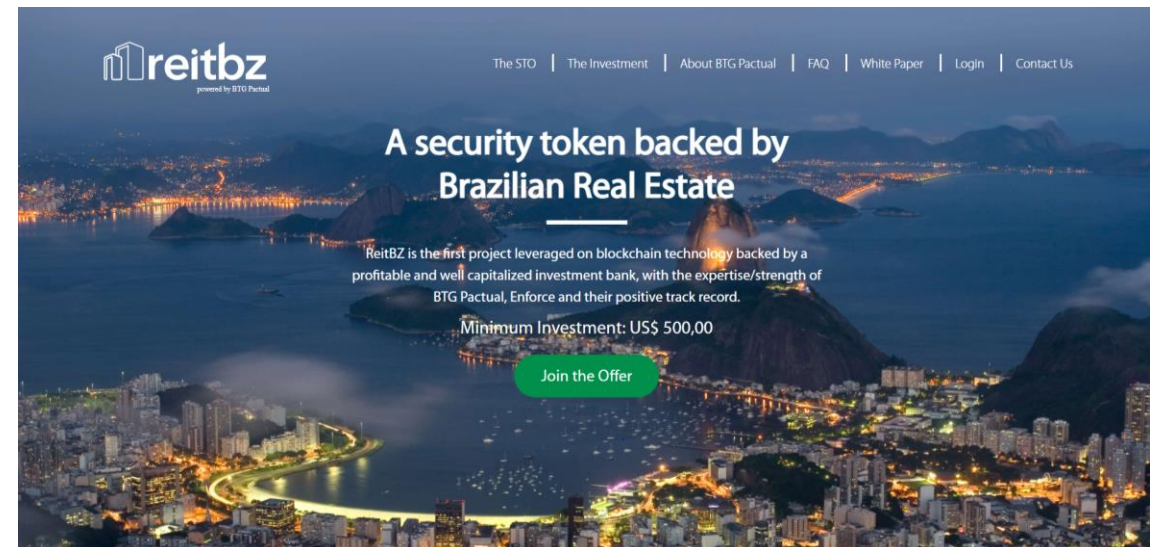 reitbz
powered by BTG Pactual
The STO | The Investment | About BTG Pactual | FAQ | White Paper | Login | Contact Us
A security token backed by
Brazilian Real Estate
ReitBZ is the first project leveraged on blockchain technology backed by a
profitable and well capitalized investment bank, with the expertise/strength of
BTG Pactual, Enforce and their positive track record.
Minimum Investment: US$ 500,00
Join the Offer